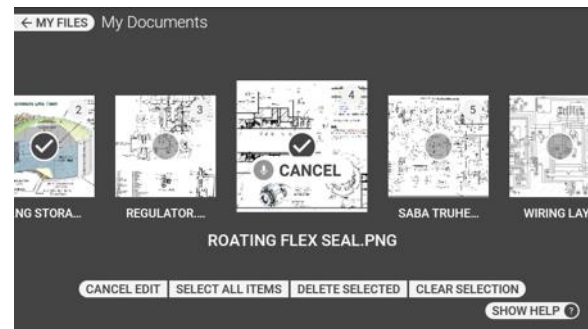 ← MY FILES My Documents
2 3 4 5
CANCEL
NG STORA... REGULATOR.... SABA TRUHE... WIRING LAY
ROATING FLEX SEAL.PNG
CANCEL EDIT SELECT ALL ITEMS DELETE SELECTED CLEAR SELECTION
SHOW HELP ?